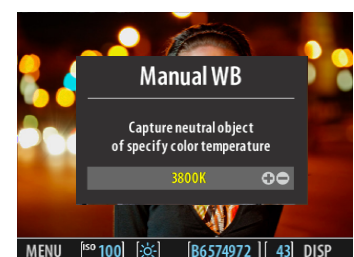 Manual WB
Capture neutral object
of specify color temperature
3800K
MENU [ISO 100] [B6574972 ][ 43] DISP